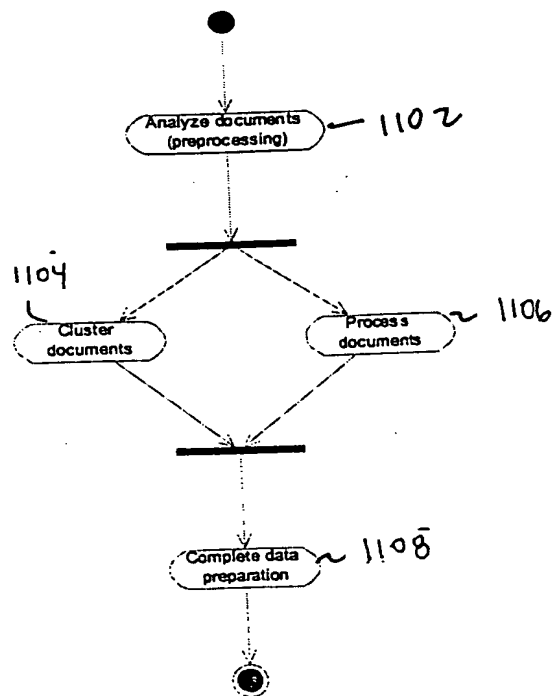 Analyze documents
(preprocessing)
1102
1104
Cluster
documents
Process
documents
1106
Complete data
preparation
1108